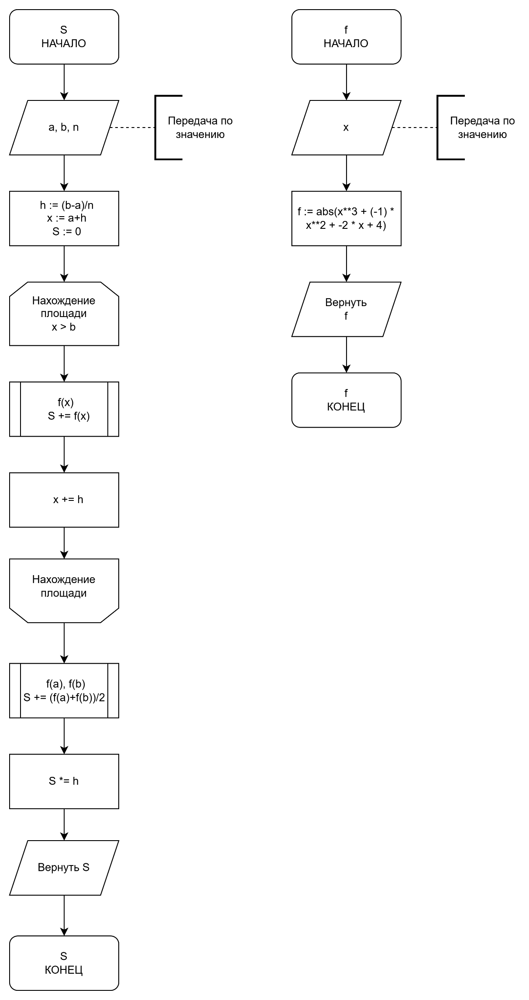 S
НАЧАЛО
a, b, n
Передача по
значению
h := (b-a)/n
x := a+h
S := 0
Нахождение
площади
x > b
f(x)
S += f(x)
x += h
Нахождение
площади
f(a), f(b)
S += (f(a)+f(b))/2
S *= h
Вернуть S
S
КОНЕЦ
f
НАЧАЛО
x
Передача по
значению
f := abs(x**3 + (-1) *
x**2 + -2 * x + 4)
Вернуть
f
f
КОНЕЦ